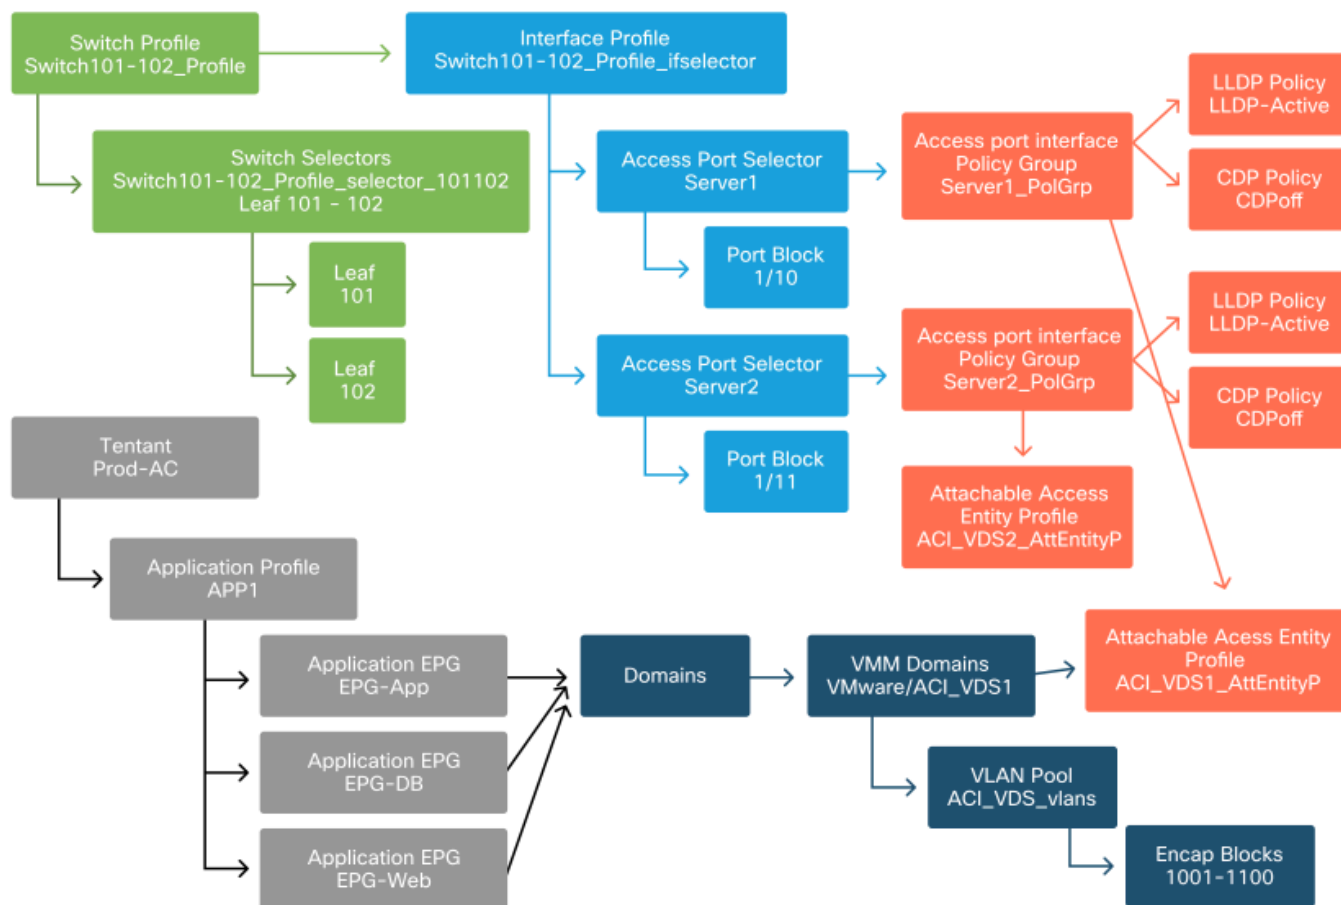 Switch Profile
Switch101-102_Profile
Interface Profile
Switch101-102_Profile_ifselector
LLDP Policy
LLDP-Active
Switch Selectors
Switch101-102_Profile_selector_101102
Leaf 101 - 102
Access Port Selector
Server1
Access port interface
Policy Group
Server1_PolGrp
CDP Policy
CDPoff
Leaf
101
Port Block
1/10
LLDP Policy
LLDP-Active
Leaf
102
Access Port Selector
Server2
Access port interface
Policy Group
Server2_PolGrp
CDP Policy
CDPoff
Tentant
Prod-AC
Port Block
1/11
Attachable Access
Entity Profile
ACI_VDS2_AttEntityP
Application Profile
APP1
Application EPG
EPG-App
Domains
VMM Domains
VMware/ACI_VDS1
Attachable Acess Entity
Profile
ACI_VDS1_AttEntityP
Application EPG
EPG-DB
VLAN Pool
ACI_VDS_vlans
Application EPG
EPG-Web
Encap Blocks
1001-1100